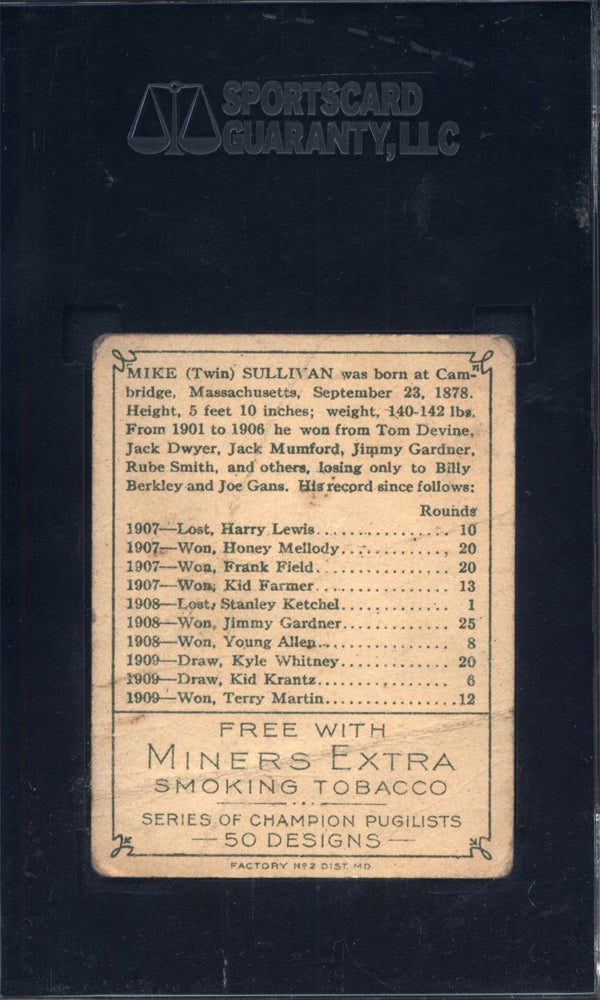 SPORTSCARD
GUARANTY, LLC
MIKE (Twin) SULLIVAN was born at Cam-
bridge, Massachusetts, September 23, 1878.
Height, 5 feet 10 inches; weight, 140-142 lbs.
From 1901 to 1906 he won from Tom Devine,
Jack Dwyer, Jack Mumford, Jimmy Gardner,
Rube Smith, and others, losing only to Billy
Berkley and Joe Gans. His record since follows:
Rounds
1907—Lost, Harry Lewis.................. 10
1907—Won, Honey Mellody.............. 20
1907—Won, Frank Field.................. 20
1907—Won, Kid Farmer.................. 13
1908—Lost, Stanley Ketchel.............. 1
1908—Won, Jimmy Gardner.............. 25
1908—Won, Young Allen.................. 8
1909—Draw, Kyle Whitney.............. 20
1909—Draw, Kid Krantz.................. 6
1909—Won, Terry Martin..................12
FREE WITH
MINERS EXTRA
SMOKING TOBACCO
SERIES OF CHAMPION PUGILISTS
—50 DESIGNS—
FACTORY Nº 2 DIST. MD.